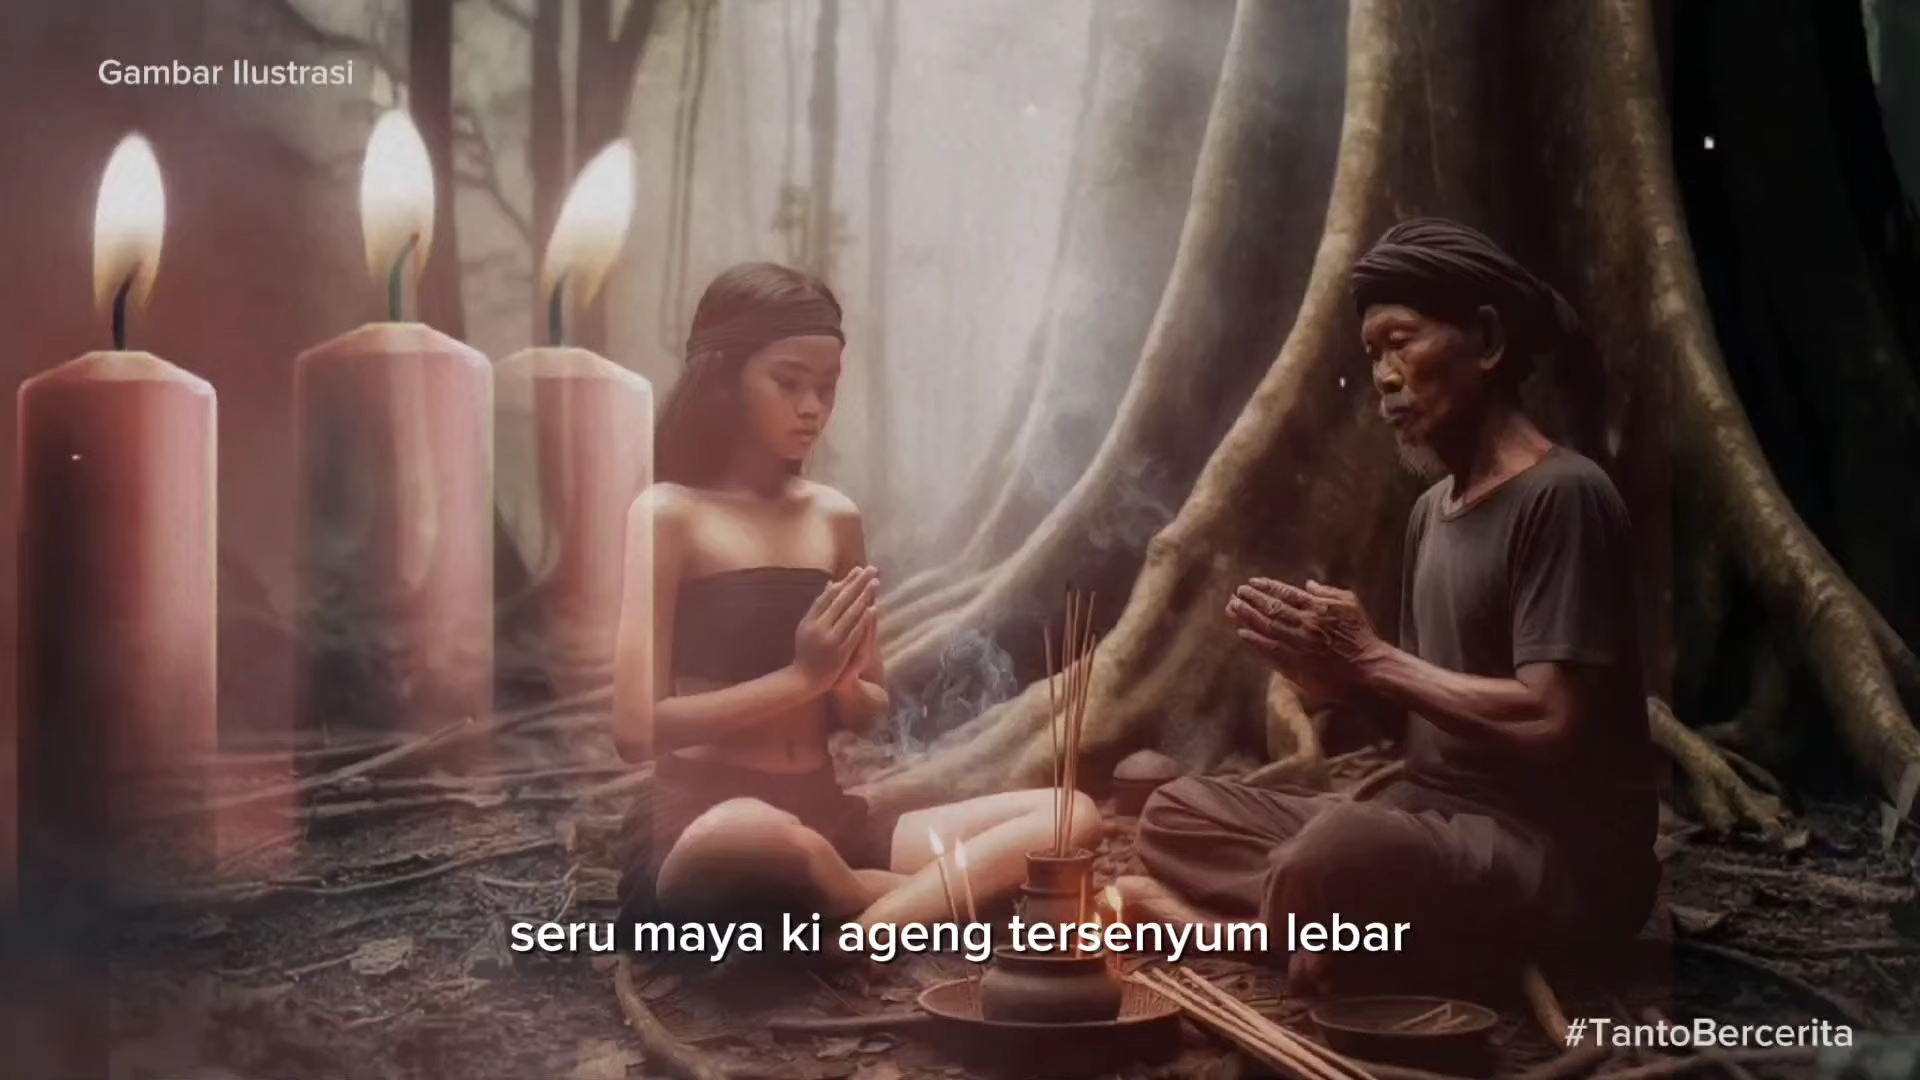 Gambar Ilustrasi
seru maya ki ageng tersenyum lebar
#TantoBercerita